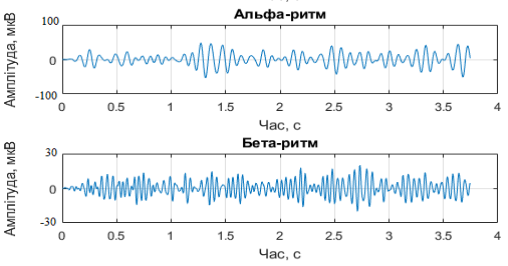 Альфа-ритм
100
0
-100
Амплітуда, мкВ
0 0.5 1 1.5 2 2.5 3 3.5 4
Час, с
Бета-ритм
30
0
-30
Амплітуда, мкВ
0 0.5 1 1.5 2 2.5 3 3.5 4
Час, с